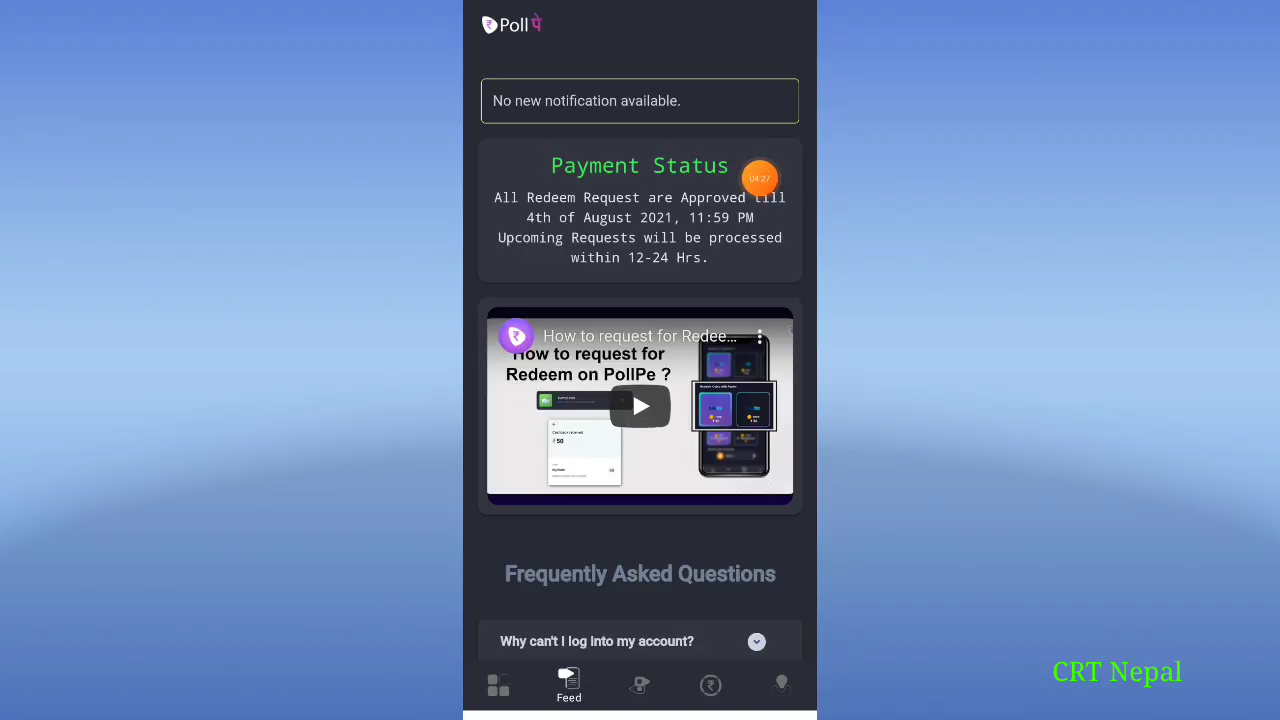 ₹ Poll पे
No new notification available.
Payment Status
04:27
All Redeem Request are Approved till
4th of August 2021, 11:59 PM
Upcoming Requests will be processed
within 12-24 Hrs.
How to request for Redee...
How to request for
Redeem on PollPe ?
₹ 50
Frequently Asked Questions
Why can't I log into my account?
Feed
CRT Nepal